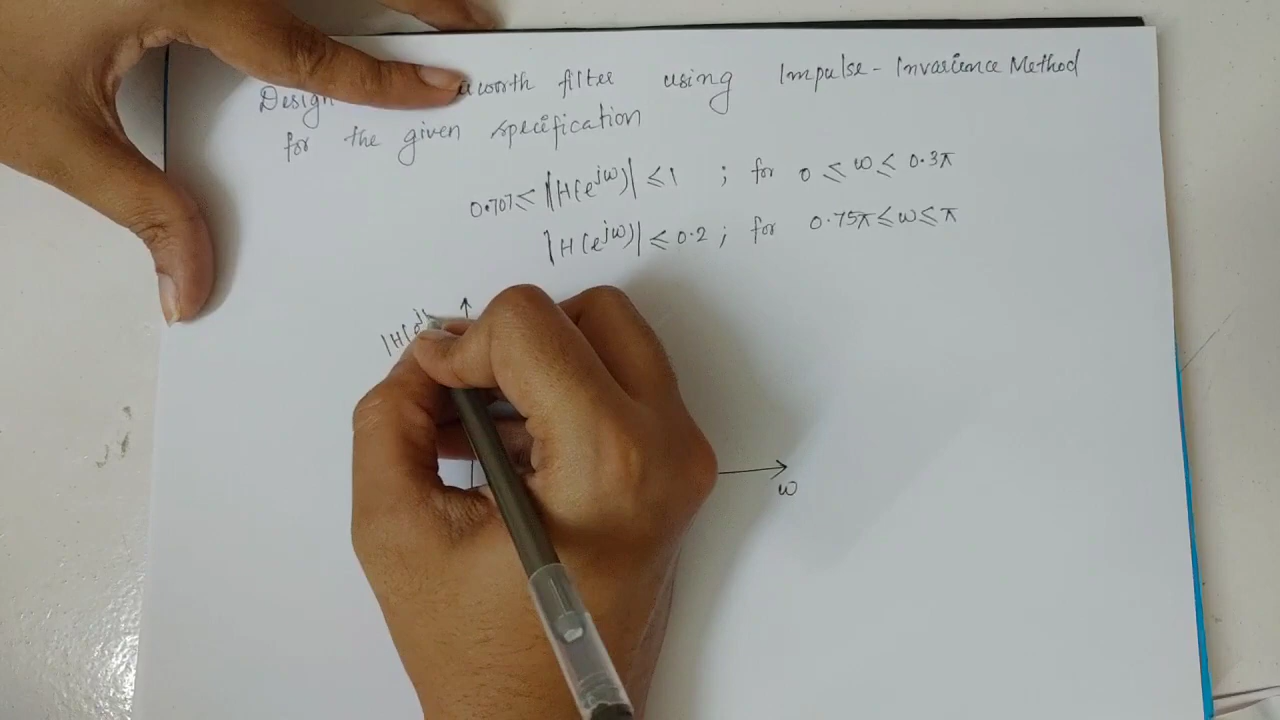 Design worth filter using Impulse-Invarience Method
for the given specification
0.707 ≤ |H(e^jω)| ≤ 1 ; for 0 ≤ ω ≤ 0.3π
|H(e^jω)| ≤ 0.2 ; for 0.75π ≤ ω ≤ π
|H(e^j
ω